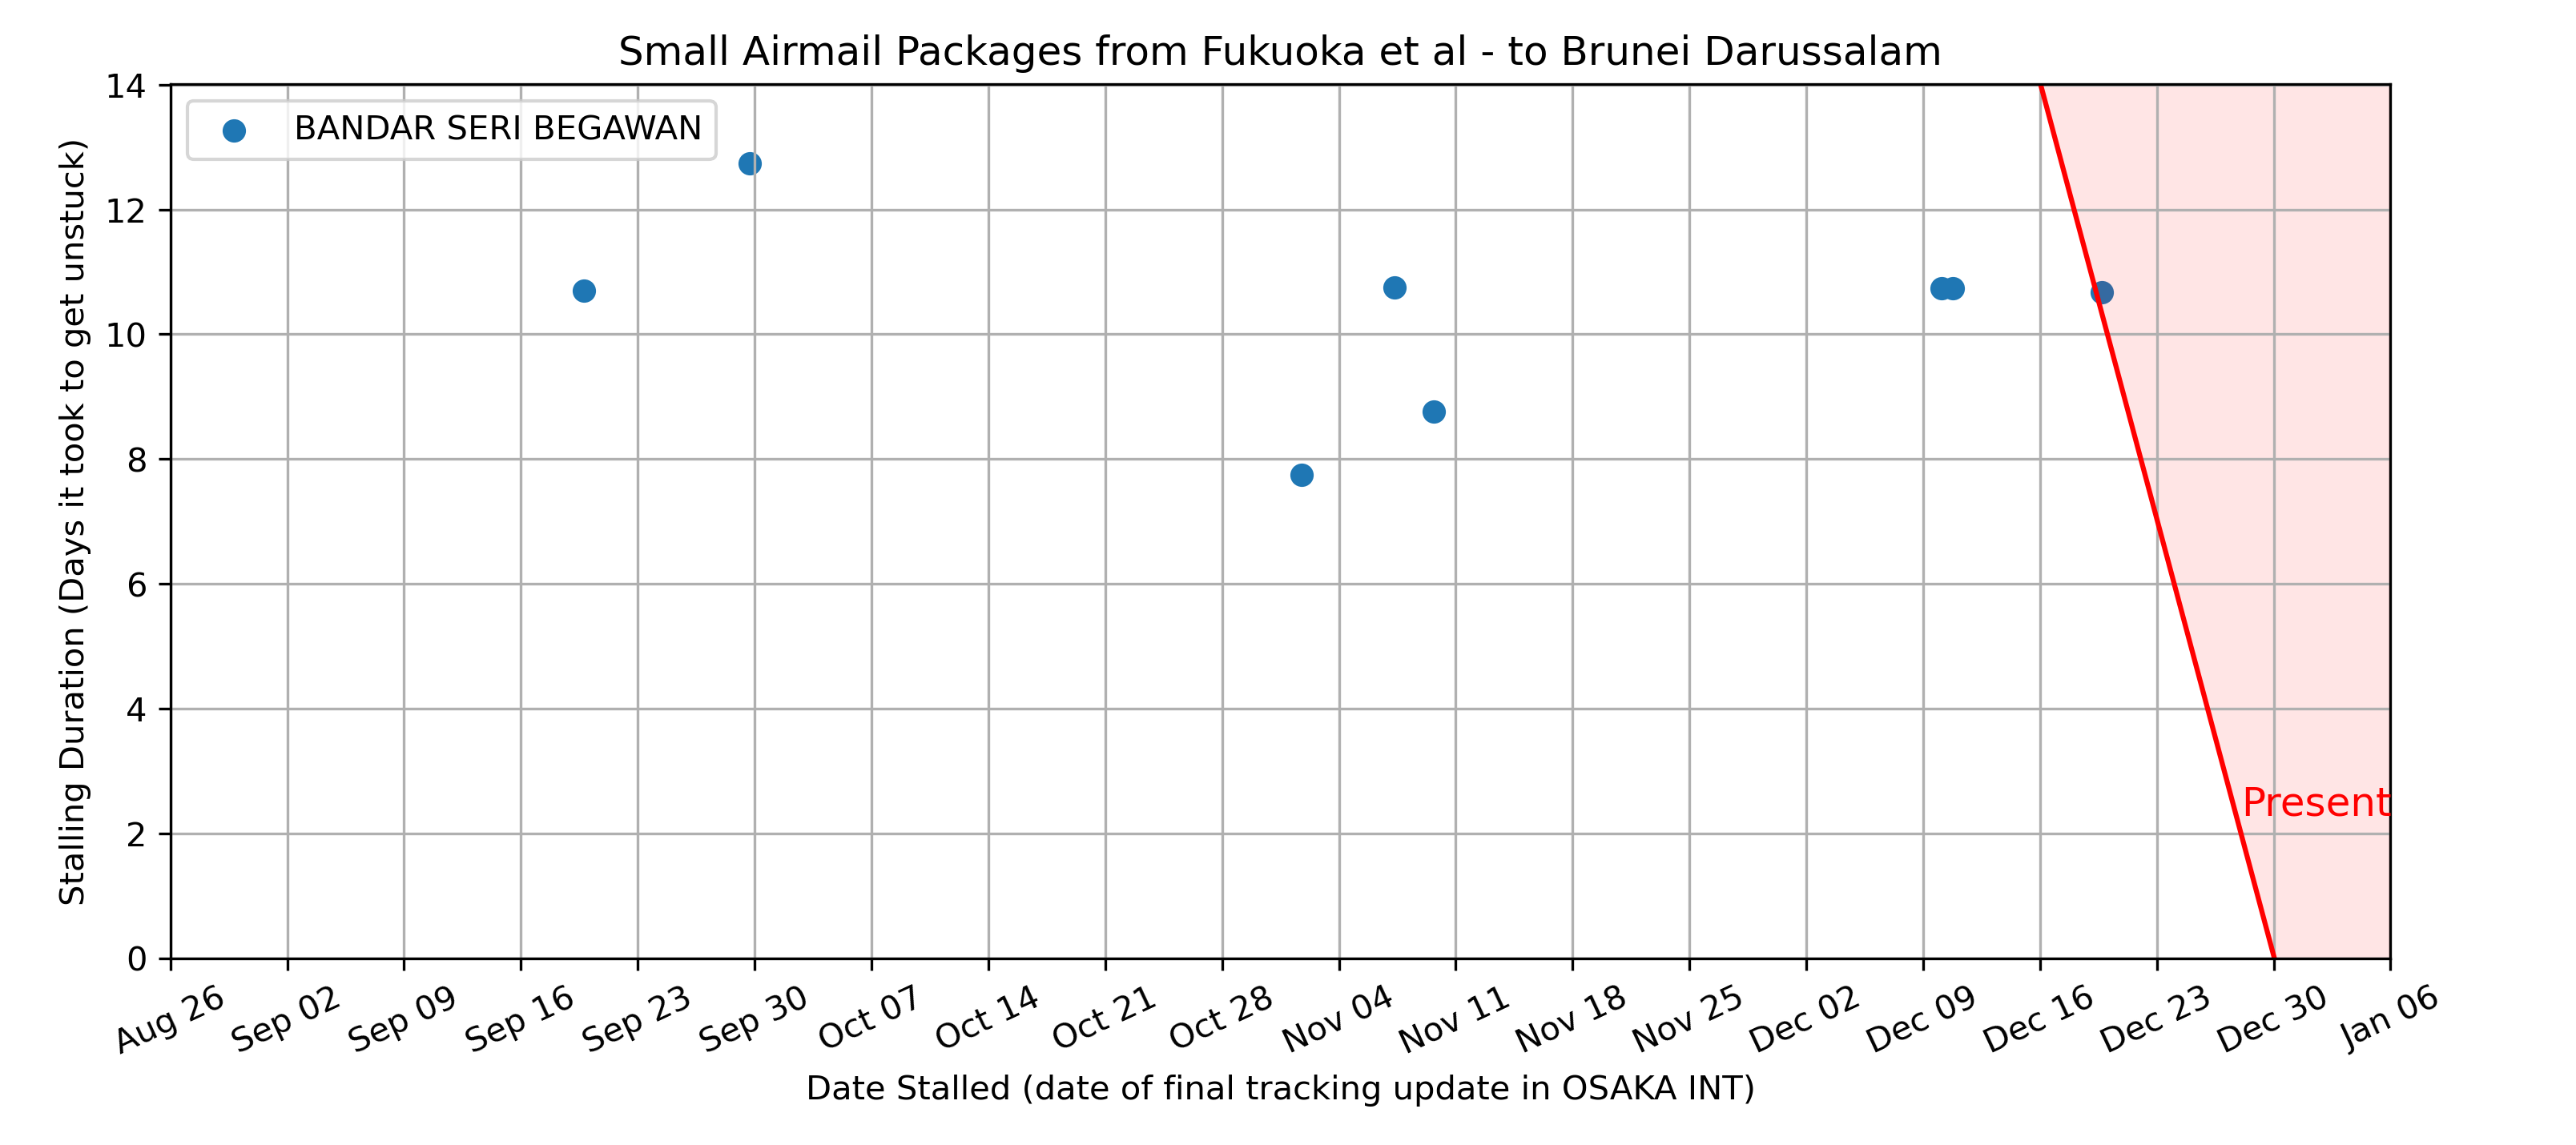 Small Airmail Packages from Fukuoka et al - to Brunei Darussalam
BANDAR SERI BEGAWAN
Stalling Duration (Days it took to get unstuck)
14
12
10
8
6
4
2
0
Present
Aug 26
Sep 02
Sep 09
Sep 16
Sep 23
Sep 30
Oct 07
Oct 14
Oct 21
Oct 28
Nov 04
Nov 11
Nov 18
Nov 25
Dec 02
Dec 09
Dec 16
Dec 23
Dec 30
Jan 06
Date Stalled (date of final tracking update in OSAKA INT)